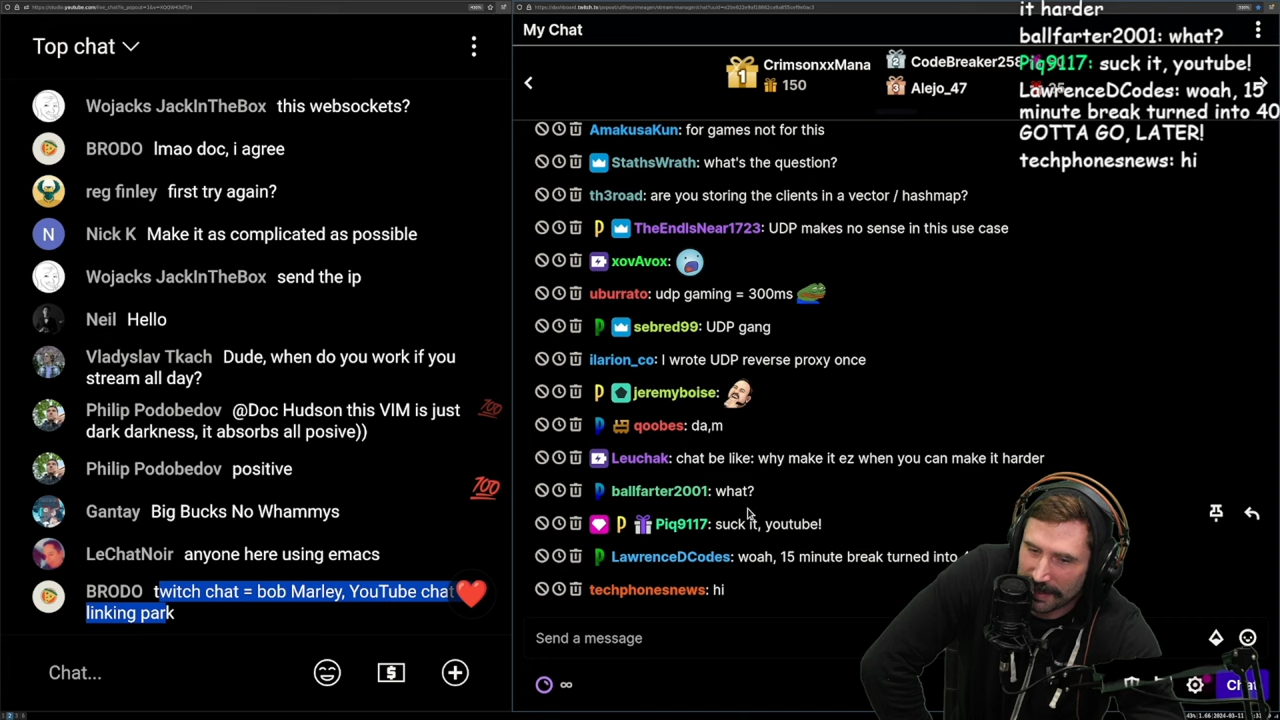 Top chat
Wojacks JackInTheBox this websockets?
BRODO lmao doc, i agree
reg finley first try again?
N
Nick K Make it as complicated as possible
Wojacks JackInTheBox send the ip
Neil Hello
Vladyslav Tkach Dude, when do you work if you
stream all day?
Philip Podobedov @Doc Hudson this VIM is just
dark darkness, it absorbs all posive))
100
Philip Podobedov positive
100
Gantay Big Bucks No Whammys
LeChatNoir anyone here using emacs
BRODO twitch chat = bob Marley, YouTube chat
linking park
Chat...
My Chat
1
CrimsonxxMana
150
2
CodeBreaker258
3
Alejo_47
AmakusaKun: for games not for this
StathsWrath: what's the question?
th3road: are you storing the clients in a vector / hashmap?
TheEndIsNear1723: UDP makes no sense in this use case
xovAvox:
uburrato: udp gaming = 300ms
sebred99: UDP gang
ilarion_co: I wrote UDP reverse proxy once
jeremyboise:
qoobes: da,m
Leuchak: chat be like: why make it ez when you can make it harder
ballfarter2001: what?
Piq9117: suck it, youtube!
LawrenceDCodes: woah, 15 minute break turned into
techphonesnews: hi
Send a message
it harder
ballfarter2001: what?
Piq9117: suck it, youtube!
LawrenceDCodes: woah, 15
minute break turned into 40
GOTTA GO, LATER!
techphonesnews: hi